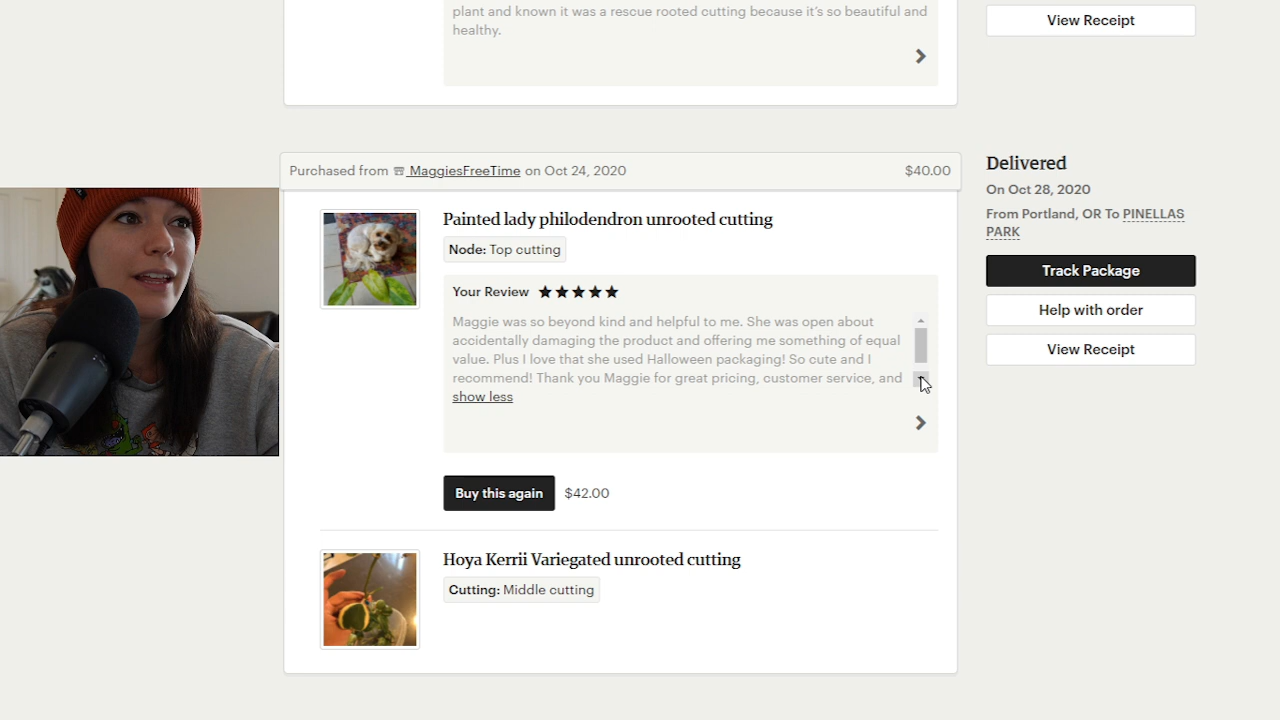 plant and known it was a rescue rooted cutting because it's so beautiful and
healthy.
View Receipt
Purchased from MaggiesFreeTime on Oct 24, 2020 $40.00
Painted lady philodendron unrooted cutting
Node: Top cutting
Your Review
Maggie was so beyond kind and helpful to me. She was open about
accidentally damaging the product and offering me something of equal
value. Plus I love that she used Halloween packaging! So cute and I
recommend! Thank you Maggie for great pricing, customer service, and
show less
Buy this again $42.00
Hoya Kerrii Variegated unrooted cutting
Cutting: Middle cutting
Delivered
On Oct 28, 2020
From Portland, OR To PINELLAS
PARK
Track Package
Help with order
View Receipt